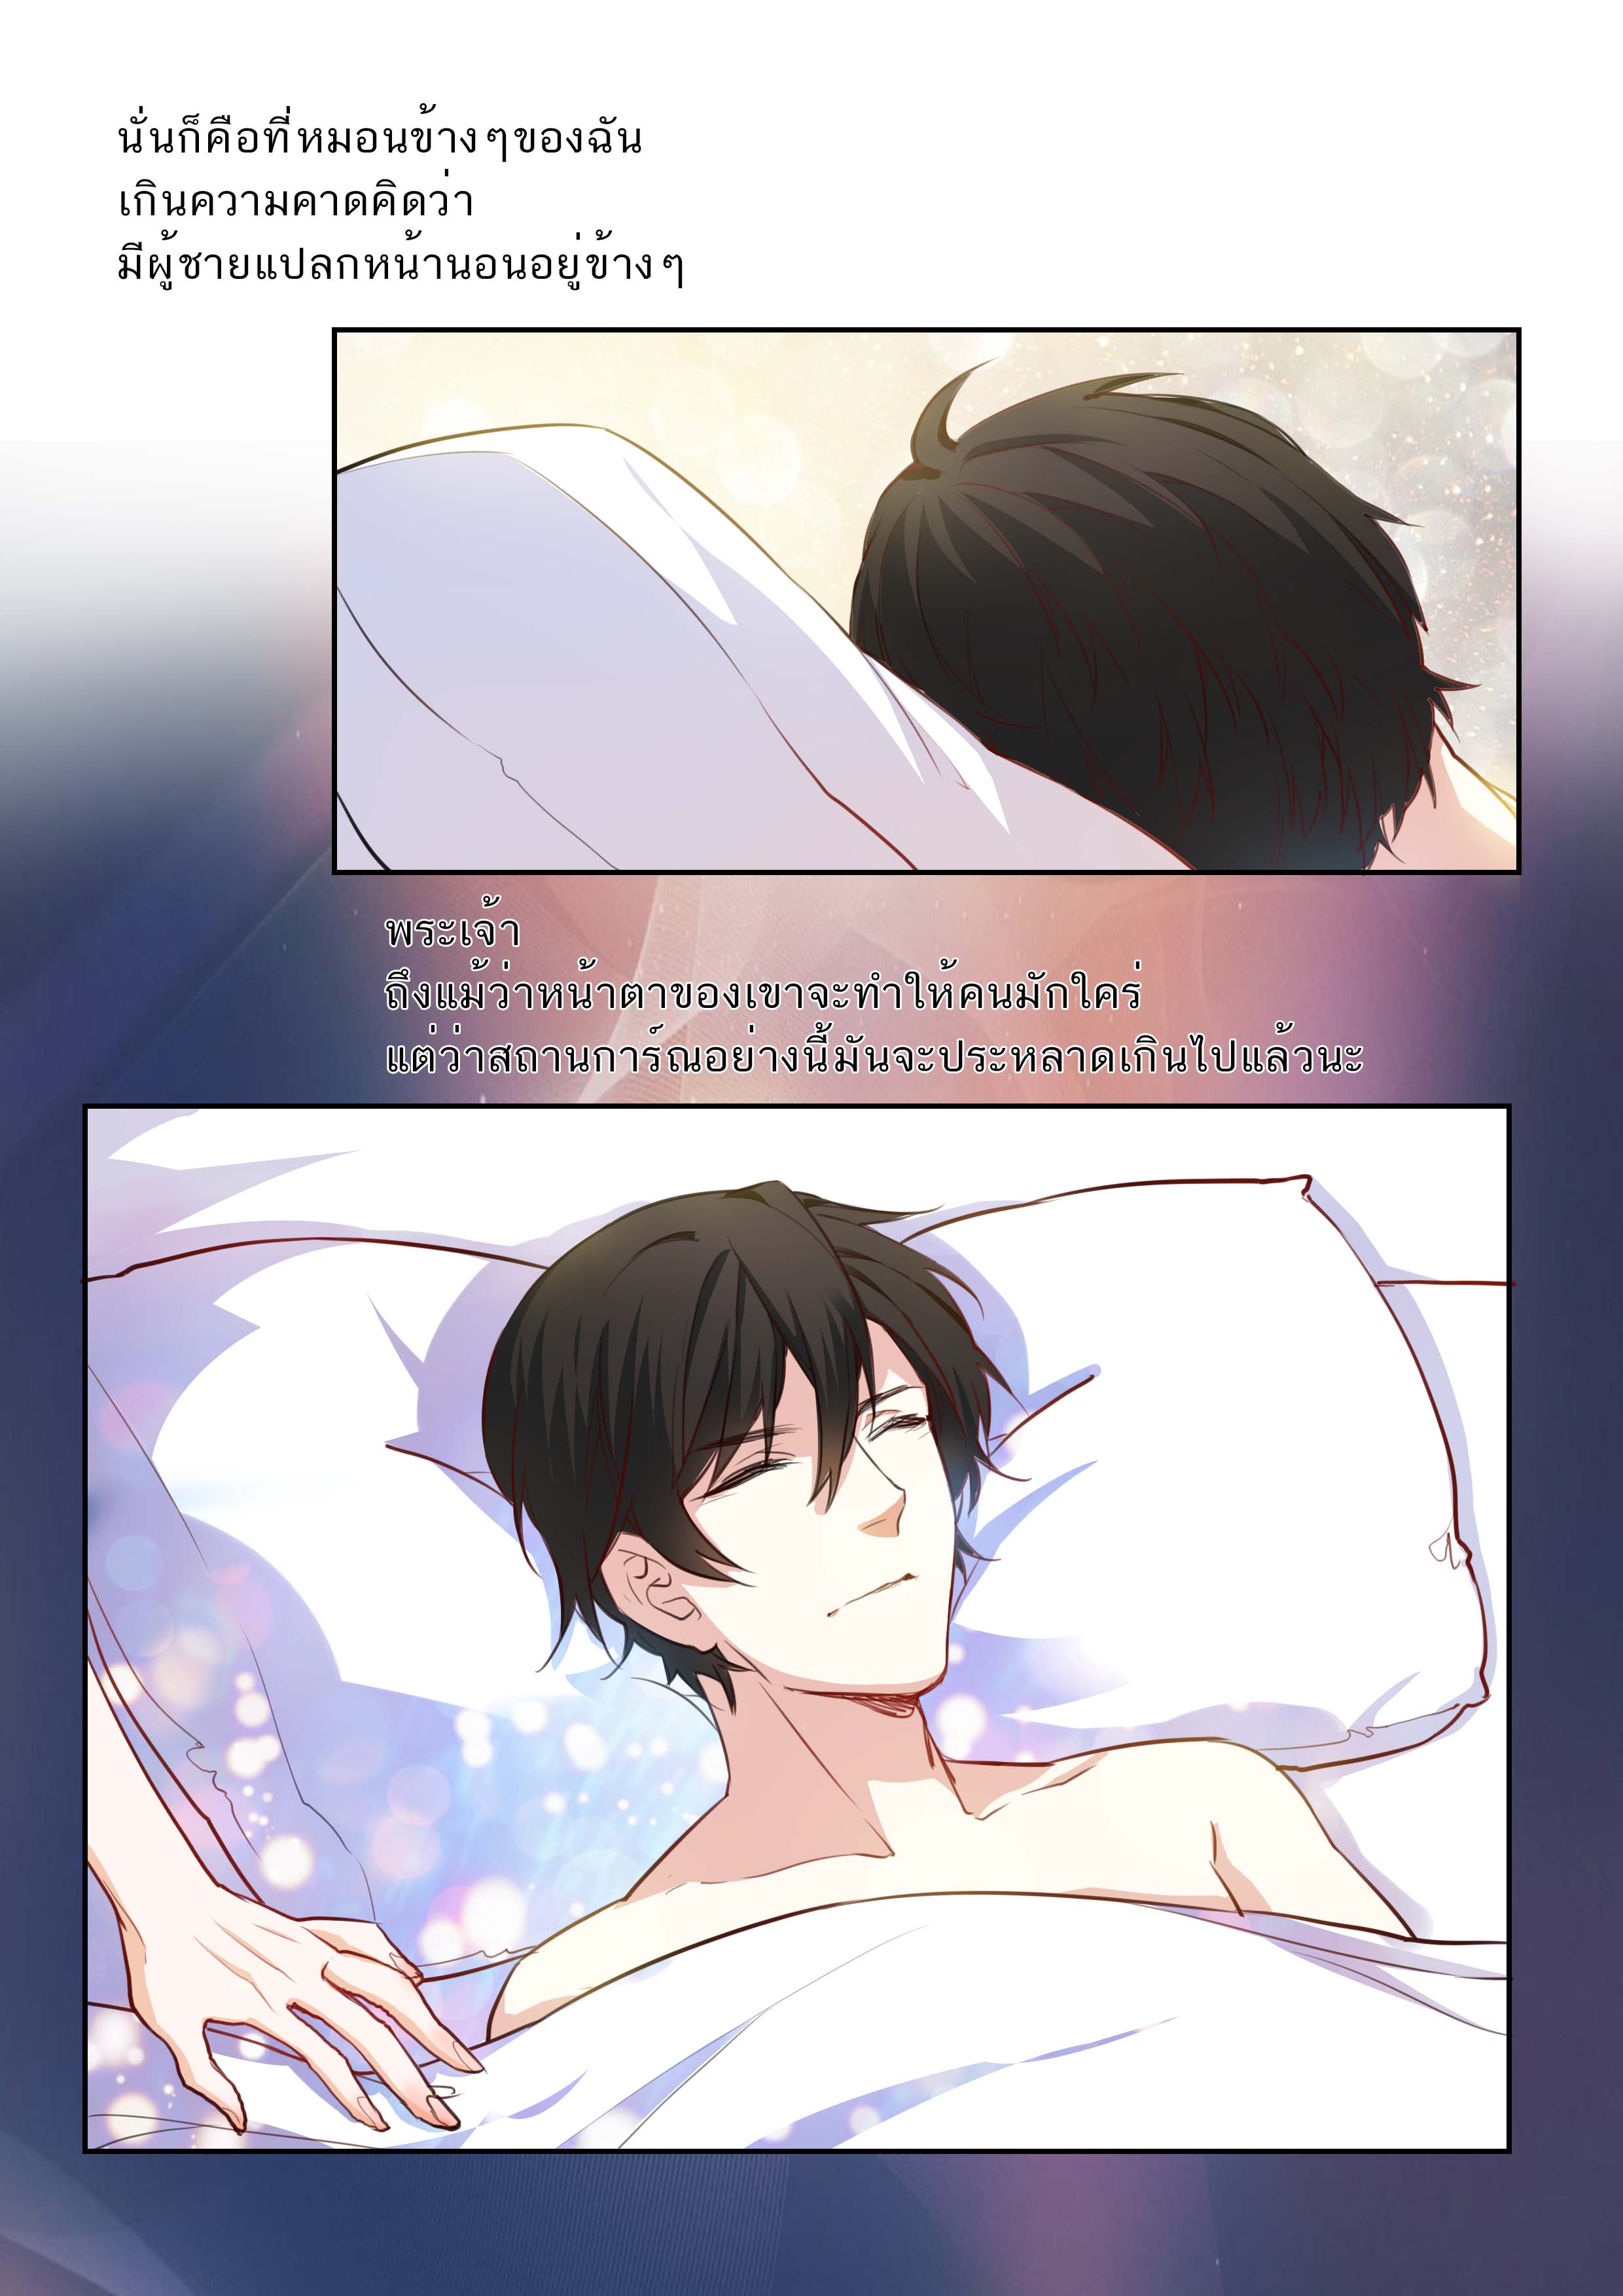 นั่นก็คือที่หมอนข้างๆของฉัน
เกินความคาดคิดว่า
มีผู้ชายแปลกหน้านอนอยู่ข้างๆ
พระเจ้า
ถึงแม้ว่าหน้าตาของเขาจะทำให้คนมักใคร่
แต่ว่าสถานการ์ณอย่างนี้มันจะประหลาดเกินไปแล้วนะ